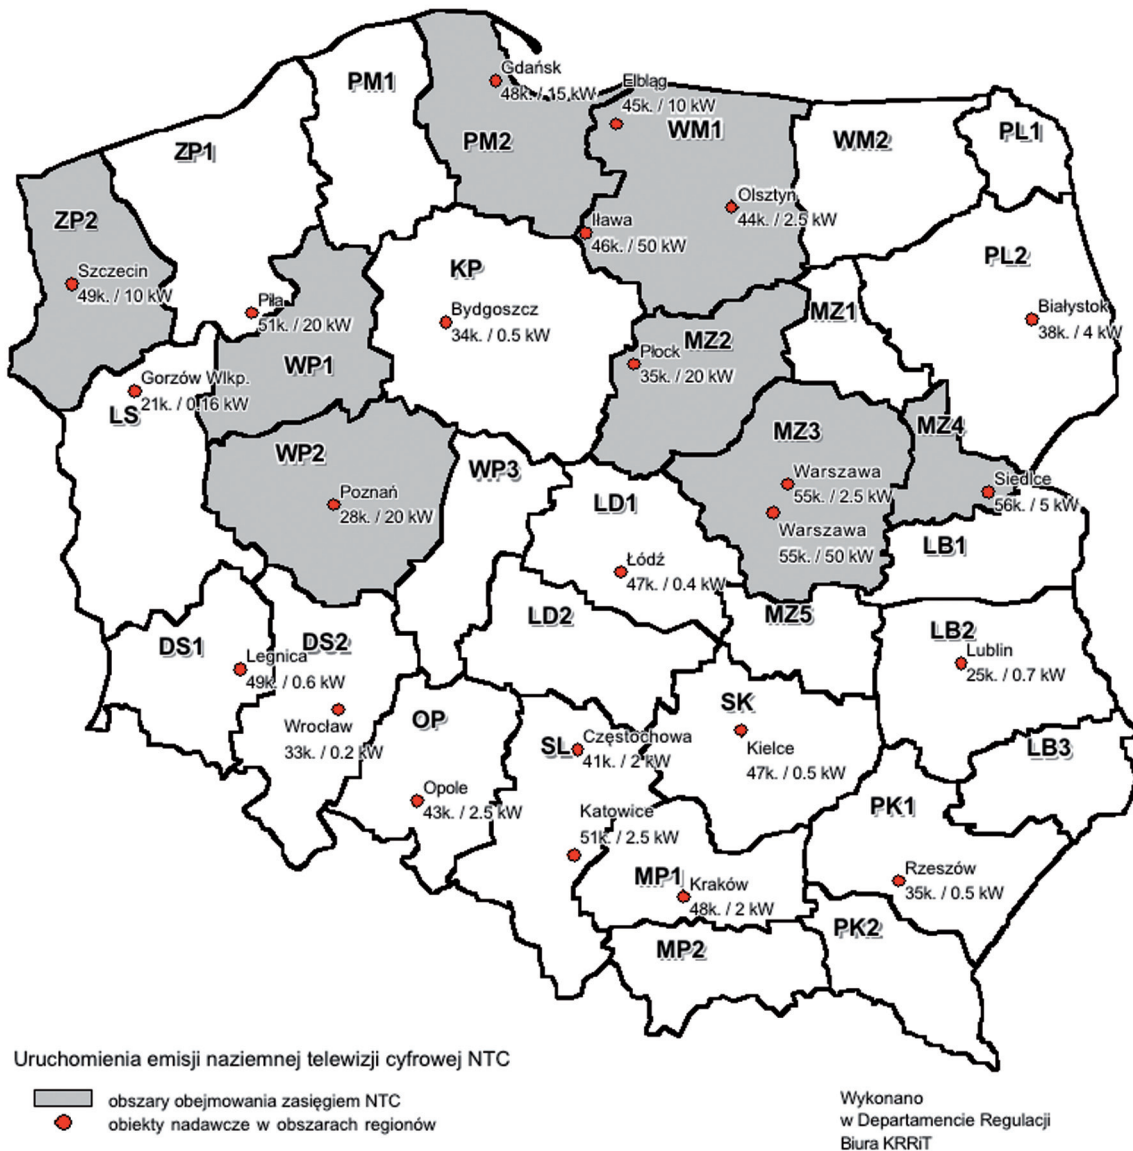 Gdańsk
48k. / 15 kW
PM1
PM2
Elbląg
45k. / 10 kW
WM1
WM2
PL1
ZP1
ZP2
Olsztyn
44k. / 2.5 kW
Iława
46k. / 50 kW
PL2
KP
Szczecin
49k. / 10 kW
Piła
51k. / 20 kW
Bydgoszcz
34k. / 0.5 kW
MZ1
Białystok
38k. / 4 kW
MZ2
Płock
35k. / 20 kW
WP1
Gorzów Wlkp.
21k. / 0.16 kW
LS
MZ3
MZ4
WP2
WP3
Poznań
28k. / 20 kW
Warszawa
55k. / 2.5 kW
Warszawa
55k. / 50 kW
Siedlce
56k. / 5 kW
LD1
LB1
Łódź
47k. / 0.4 kW
LD2
MZ5
LB2
Lublin
25k. / 0.7 kW
DS1
DS2
Legnica
49k. / 0.6 kW
Wrocław
33k. / 0.2 kW
OP
SK
SL
Częstochowa
41k. / 2 kW
Kielce
47k. / 0.5 kW
LB3
Opole
43k. / 2.5 kW
Katowice
51k. / 2.5 kW
PK1
MP1
Kraków
48k. / 2 kW
Rzeszów
35k. / 0.5 kW
MP2
PK2
Uruchomienia emisji naziemnej telewizji cyfrowej NTC
obszary obejmowania zasięgiem NTC
obiekty nadawcze w obszarach regionów
Wykonano
w Departamencie Regulacji
Biura KRRiT